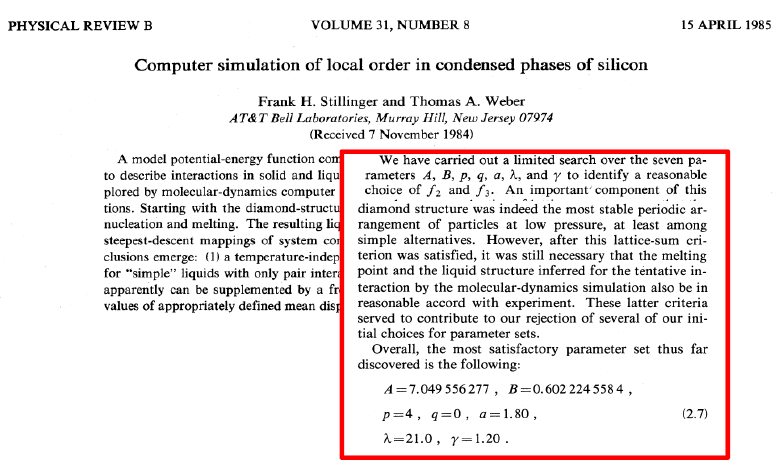 PHYSICAL REVIEW B VOLUME 31, NUMBER 8 15 APRIL 1985
Computer simulation of local order in condensed phases of silicon
Frank H. Stillinger and Thomas A. Weber
AT&T Bell Laboratories, Murray Hill, New Jersey 07974
(Received 7 November 1984)
A model potential-energy function com
to describe interactions in solid and liqu
plored by molecular-dynamics computer
tions. Starting with the diamond-structu
nucleation and melting. The resulting liq
steepest-descent mappings of system con
clusions emerge: (1) a temperature-indep
for "simple" liquids with only pair intera
apparently can be supplemented by a fr
values of appropriately defined mean disp
We have carried out a limited search over the seven pa-
rameters A, B, p, q, a, λ, and γ to identify a reasonable
choice of f₂ and f₃. An important component of this
diamond structure was indeed the most stable periodic ar-
rangement of particles at low pressure, at least among
simple alternatives. However, after this lattice-sum cri-
terion was satisfied, it was still necessary that the melting
point and the liquid structure inferred for the tentative in-
teraction by the molecular-dynamics simulation also be in
reasonable accord with experiment. These latter criteria
served to contribute to our rejection of several of our ini-
tial choices for parameter sets.
Overall, the most satisfactory parameter set thus far
discovered is the following:
A=7.049 556 277 , B=0.602 224 558 4 ,
p=4 , q=0 , a=1.80 , (2.7)
λ=21.0 , γ=1.20 .